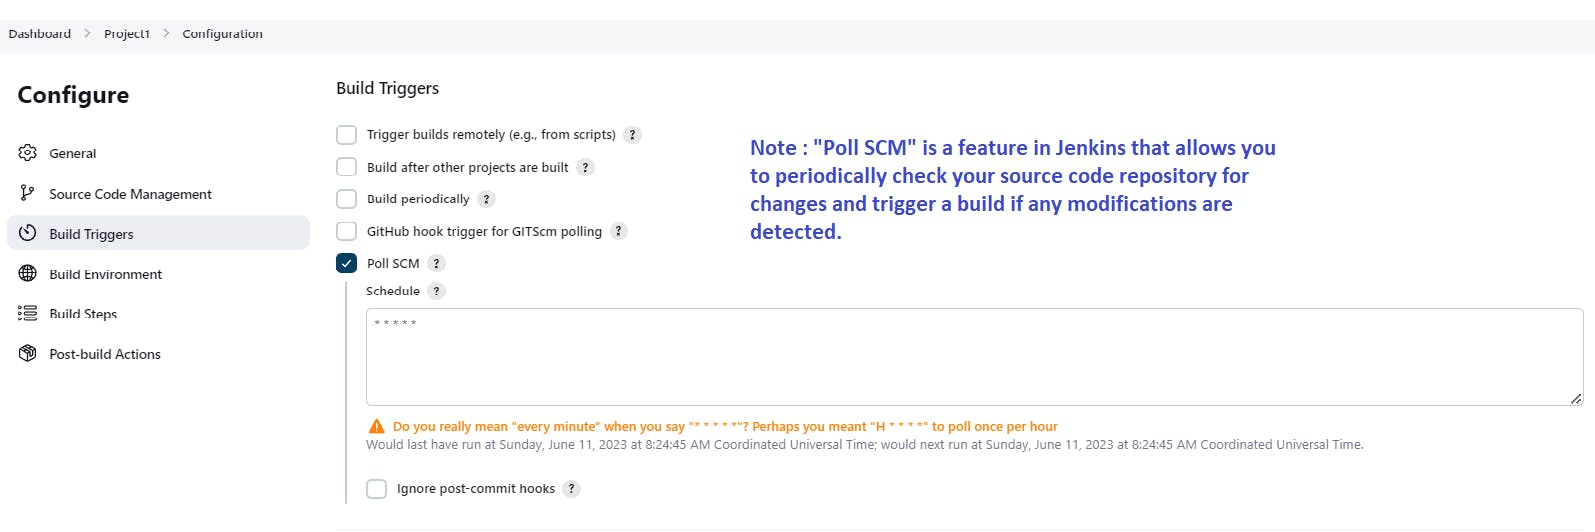 Dashboard > Project1 > Configuration
Configure
General
Source Code Management
Build Triggers
Build Environment
Build Steps
Post-build Actions
Build Triggers
Trigger builds remotely (e.g., from scripts) ?
Build after other projects are built ?
Build periodically ?
GitHub hook trigger for GITScm polling ?
Poll SCM ?
Schedule ?
* * * * *
Do you really mean "every minute" when you say "* * * * *"? Perhaps you meant "H * * * *" to poll once per hour
Would last have run at Sunday, June 11, 2023 at 8:24:45 AM Coordinated Universal Time; would next run at Sunday, June 11, 2023 at 8:24:45 AM Coordinated Universal Time.
Ignore post-commit hooks ?
Note : "Poll SCM" is a feature in Jenkins that allows you
to periodically check your source code repository for
changes and trigger a build if any modifications are
detected.